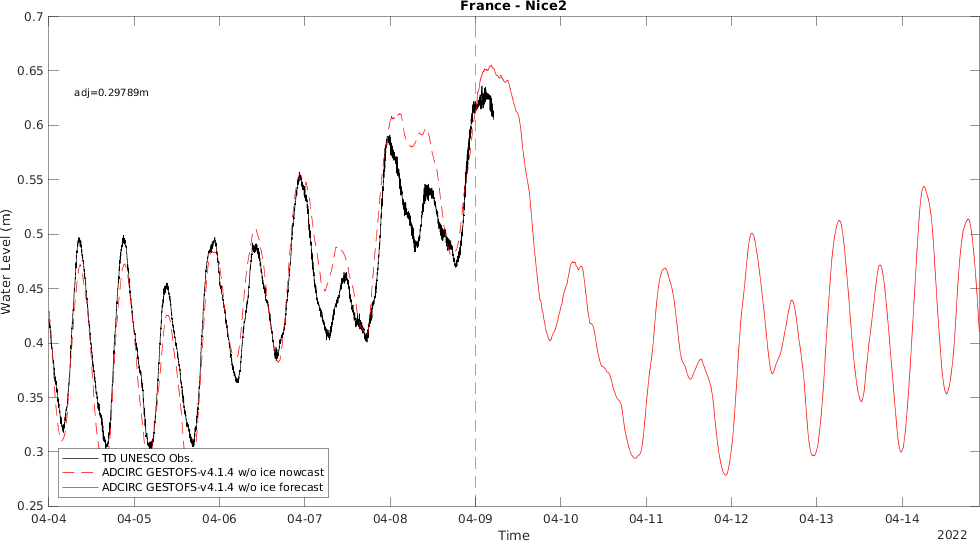 France - Nice2
0.7
0.65
0.6
0.55
0.5
0.45
0.4
0.35
0.3
0.25
Water Level (m)
adj=0.29789m
TD UNESCO Obs.
ADCIRC GESTOFS-v4.1.4 w/o ice nowcast
ADCIRC GESTOFS-v4.1.4 w/o ice forecast
04-04 04-05 04-06 04-07 04-08 04-09 04-10 04-11 04-12 04-13 04-14
Time
2022